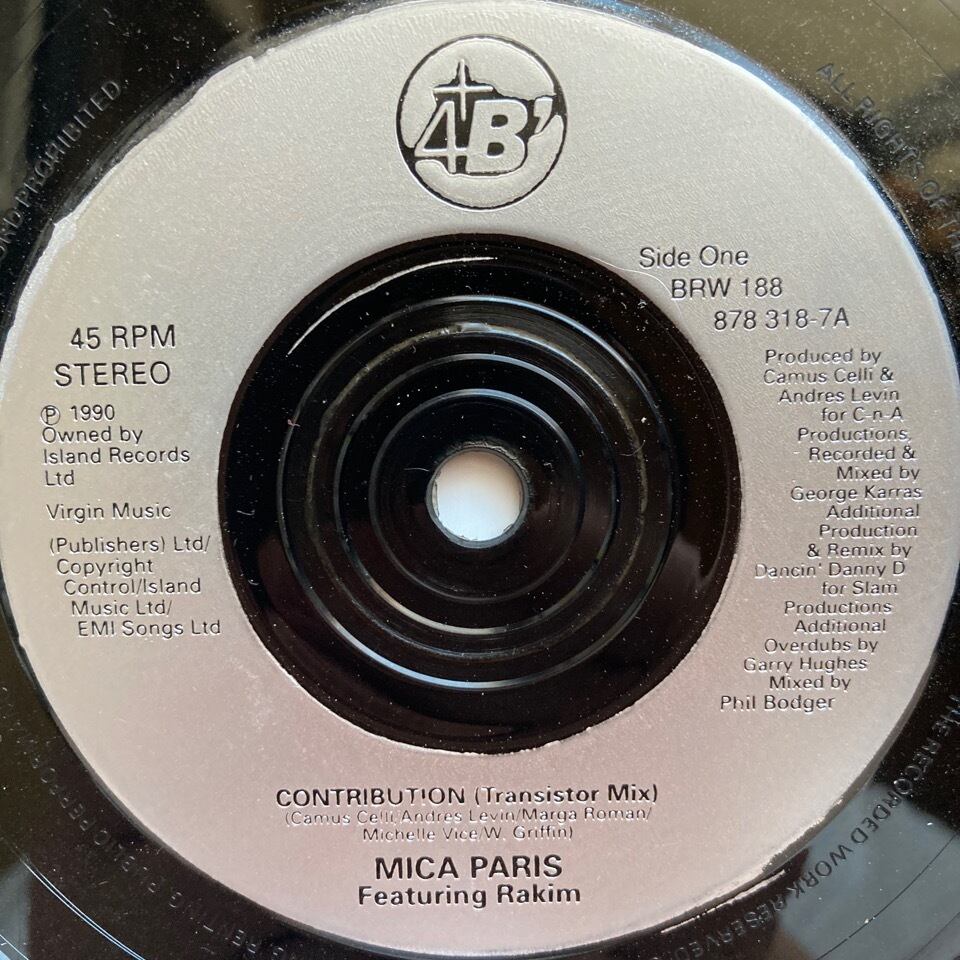 4+B'
Side One
BRW 188
878 318-7A
45 RPM
STEREO
Ⓟ 1990
Owned by
Island Records
Ltd
Virgin Music
(Publishers) Ltd/
Copyright
Control/Island
Music Ltd/
EMI Songs Ltd
Produced by
Camus Celli &
Andres Levin
for C-n-A
Productions,
Recorded &
Mixed by
George Karras
Additional
Production
& Remix by
Dancin' Danny D
for Slam
Productions
Additional
Overdubs by
Garry Hughes
Mixed by
Phil Bodger
CONTRIBUTION (Transistor Mix)
(Camus Celli/Andres Levin/Marga Roman/
Michelle Vice/W. Griffin)
MICA PARIS
Featuring Rakim
ALL RIGHTS OF THE
THE RECORDED WORK RESERVED
RENTING PUBLIC PERFORMA
PROHIBITED